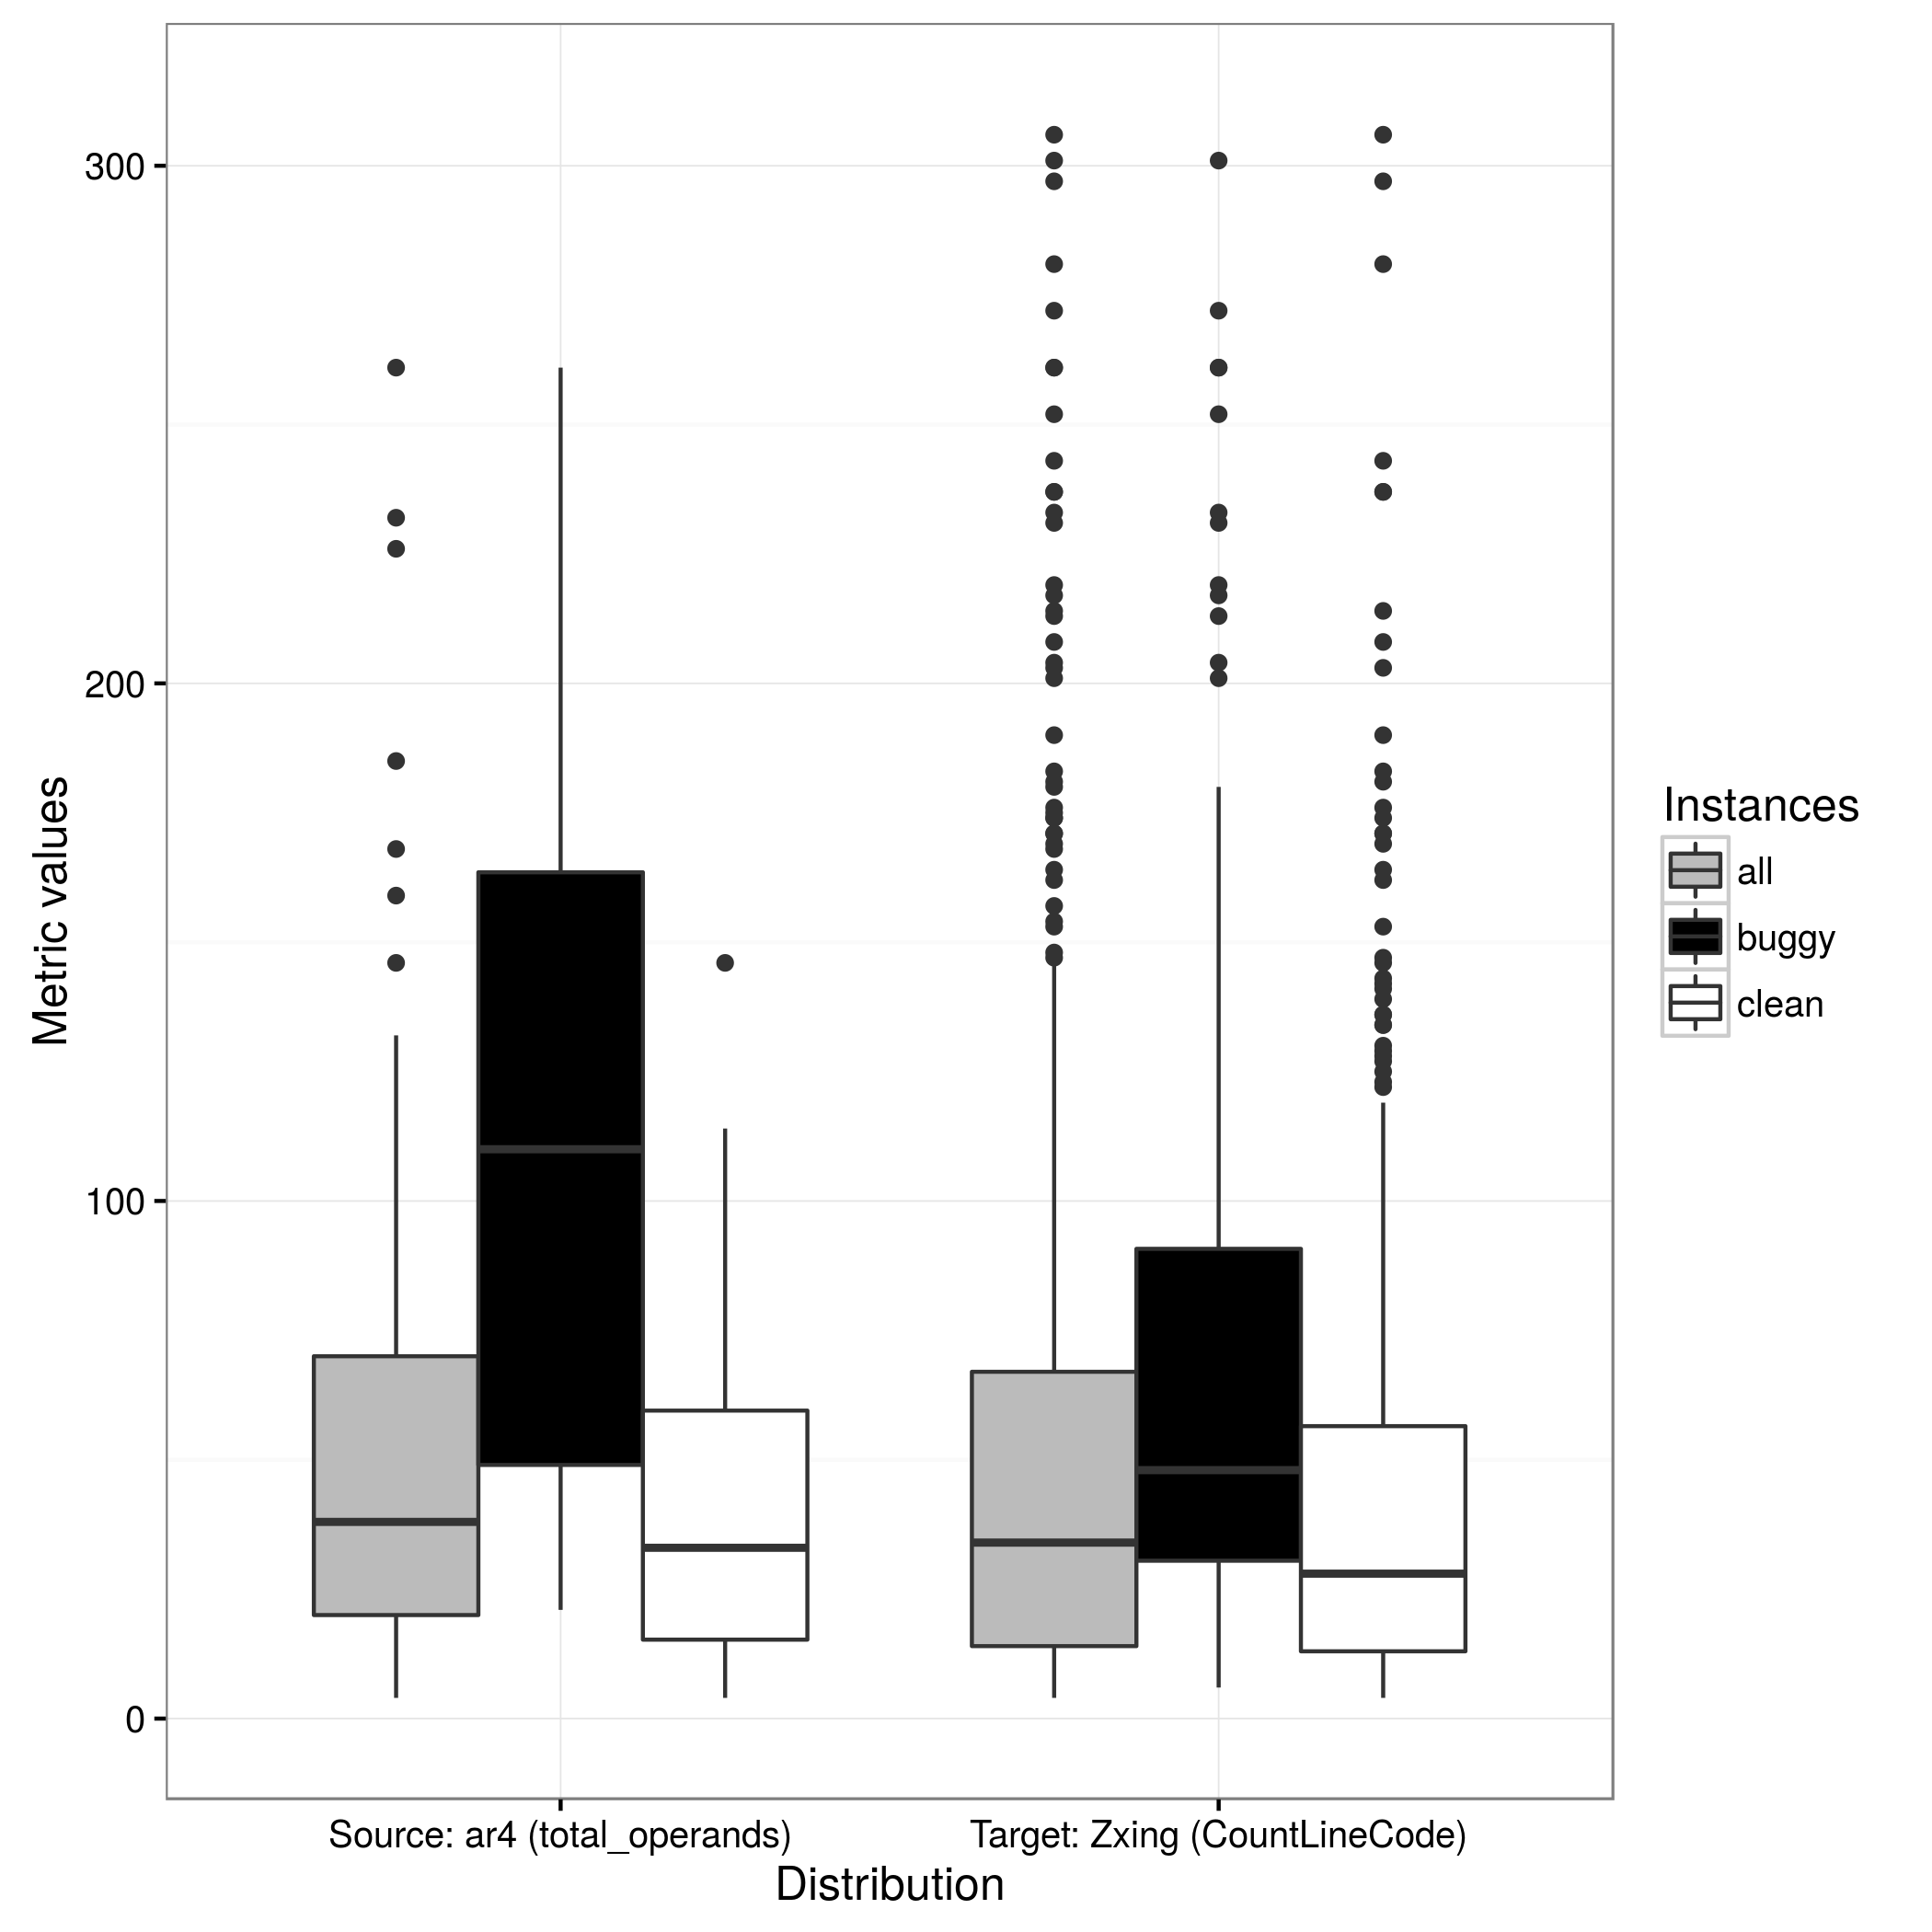 300
200
100
0
Metric values
Source: ar4 (total_operands)
Target: Zxing (CountLineCode)
Distribution
Instances
all
buggy
clean